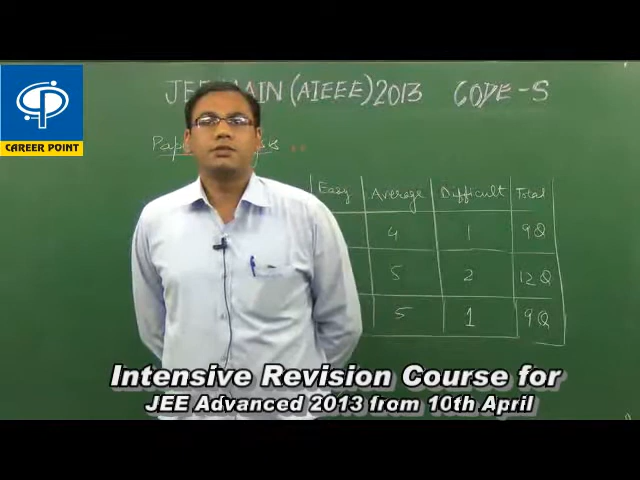 JEE MAIN (AIEEE) 2013 CODE-S
CAREER POINT
Easy Average Difficult Total
4 1 9Q
5 2 12Q
5 1 9Q
Intensive Revision Course for
JEE Advanced 2013 from 10th April